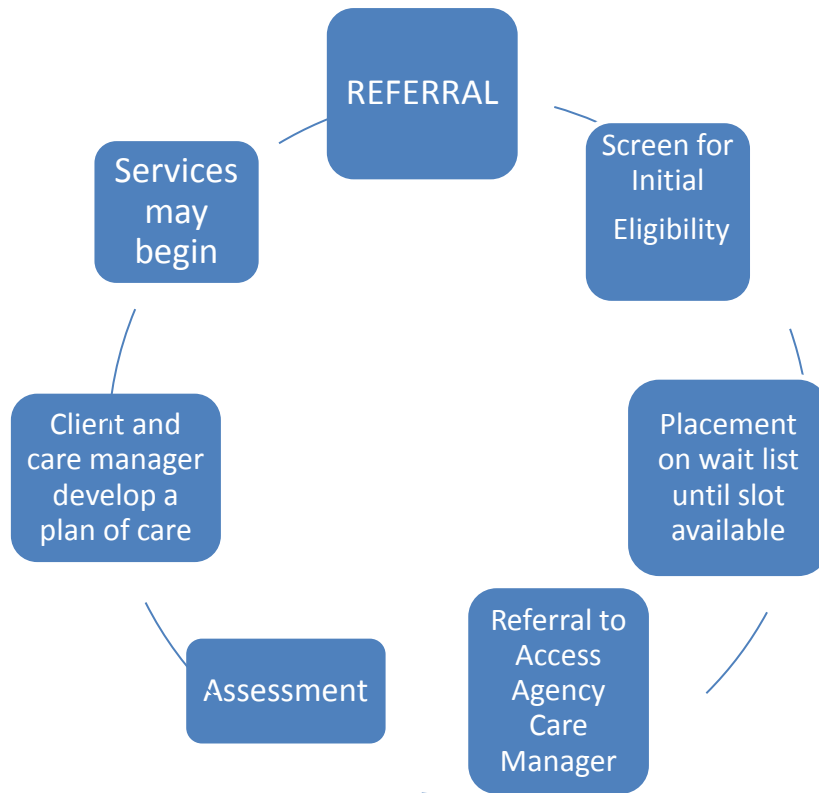 REFERRAL
Screen for
Initial
Eligibility
Placement
on wait list
until slot
available
Referral to
Access
Agency
Care
Manager
Assessment
Client and
care manager
develop a
plan of care
Services
may
begin